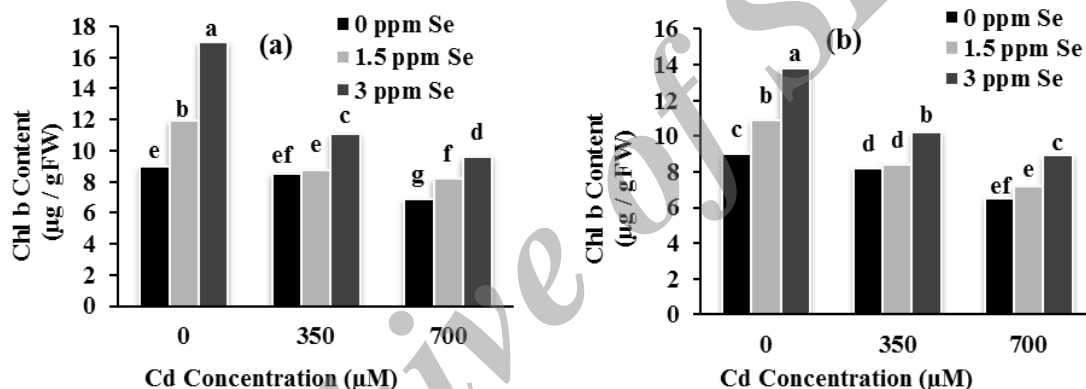 18
16
14
12
10
8
6
4
2
0
Chl b Content
(µg / gFW)
(a)
0 ppm Se
1.5 ppm Se
3 ppm Se
e b a
ef e c
g f d
0 350 700
Cd Concentration (µM)
16
14
12
10
8
6
4
2
0
Chl b Content
(µg / gFW)
(b)
0 ppm Se
1.5 ppm Se
3 ppm Se
c b a
d d b
ef e c
0 350 700
Cd Concentration (µM)
ive of S